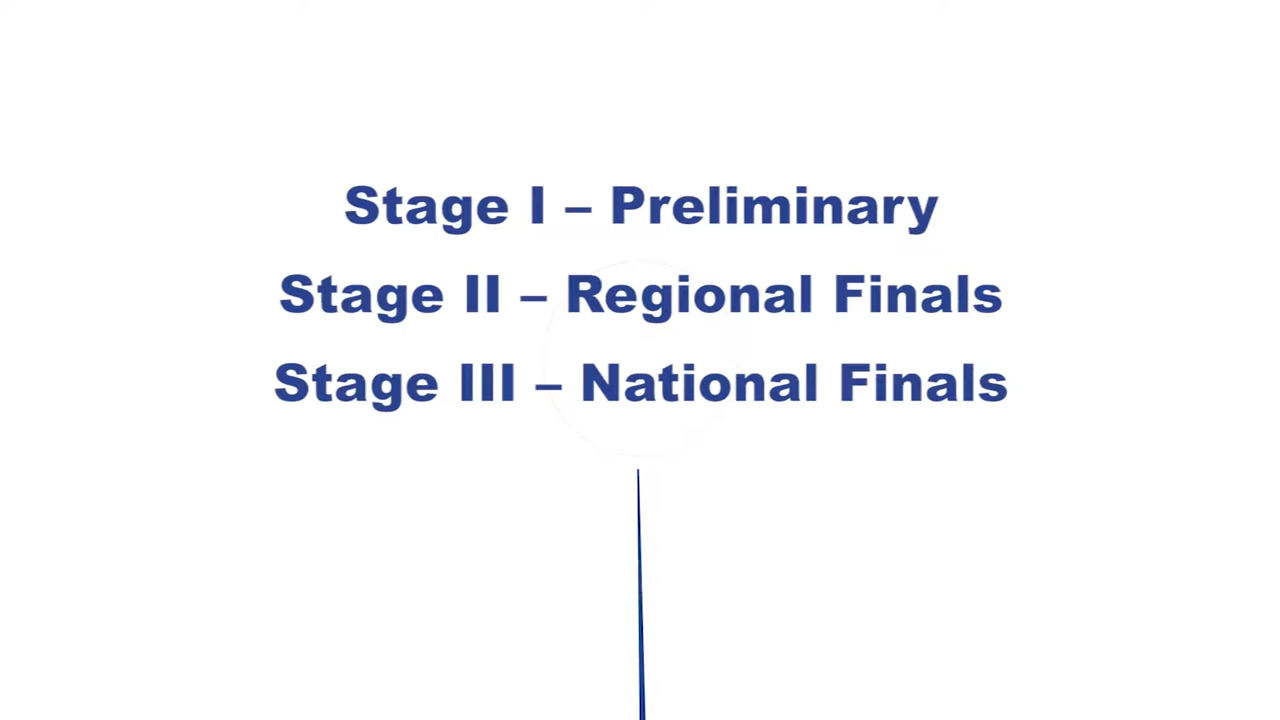 Stage I – Preliminary
Stage II – Regional Finals
Stage III – National Finals